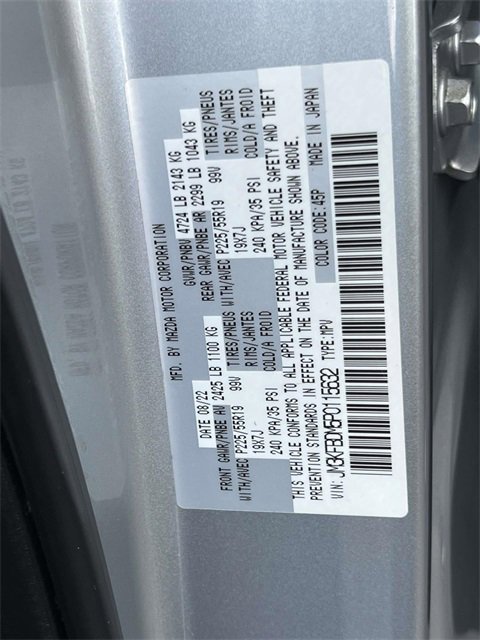 MFD. BY MAZDA MOTOR CORPORATION
DATE 08/22 GVWR/PNBV 4724 LB 2143 KG
FRONT GAWR/PNBE AV 2425 LB 1100 KG REAR GAWR/PNBE AR 2299 LB 1043 KG
WITH/AVEC P225/55R19 99V TIRES/PNEUS WITH/AVEC P225/55R19 99V TIRES/PNEUS
19X7J RIMS/JANTES 19X7J RIMS/JANTES
240 KPA/35 PSI COLD/A FROID 240 KPA/35 PSI COLD/A FROID
THIS VEHICLE CONFORMS TO ALL APPLICABLE FEDERAL MOTOR VEHICLE SAFETY AND THEFT
PREVENTION STANDARDS IN EFFECT ON THE DATE OF MANUFACTURE SHOWN ABOVE.
VIN: JM3KFBDM5P0115632 TYPE: MPV COLOR CODE: 45P MADE IN JAPAN